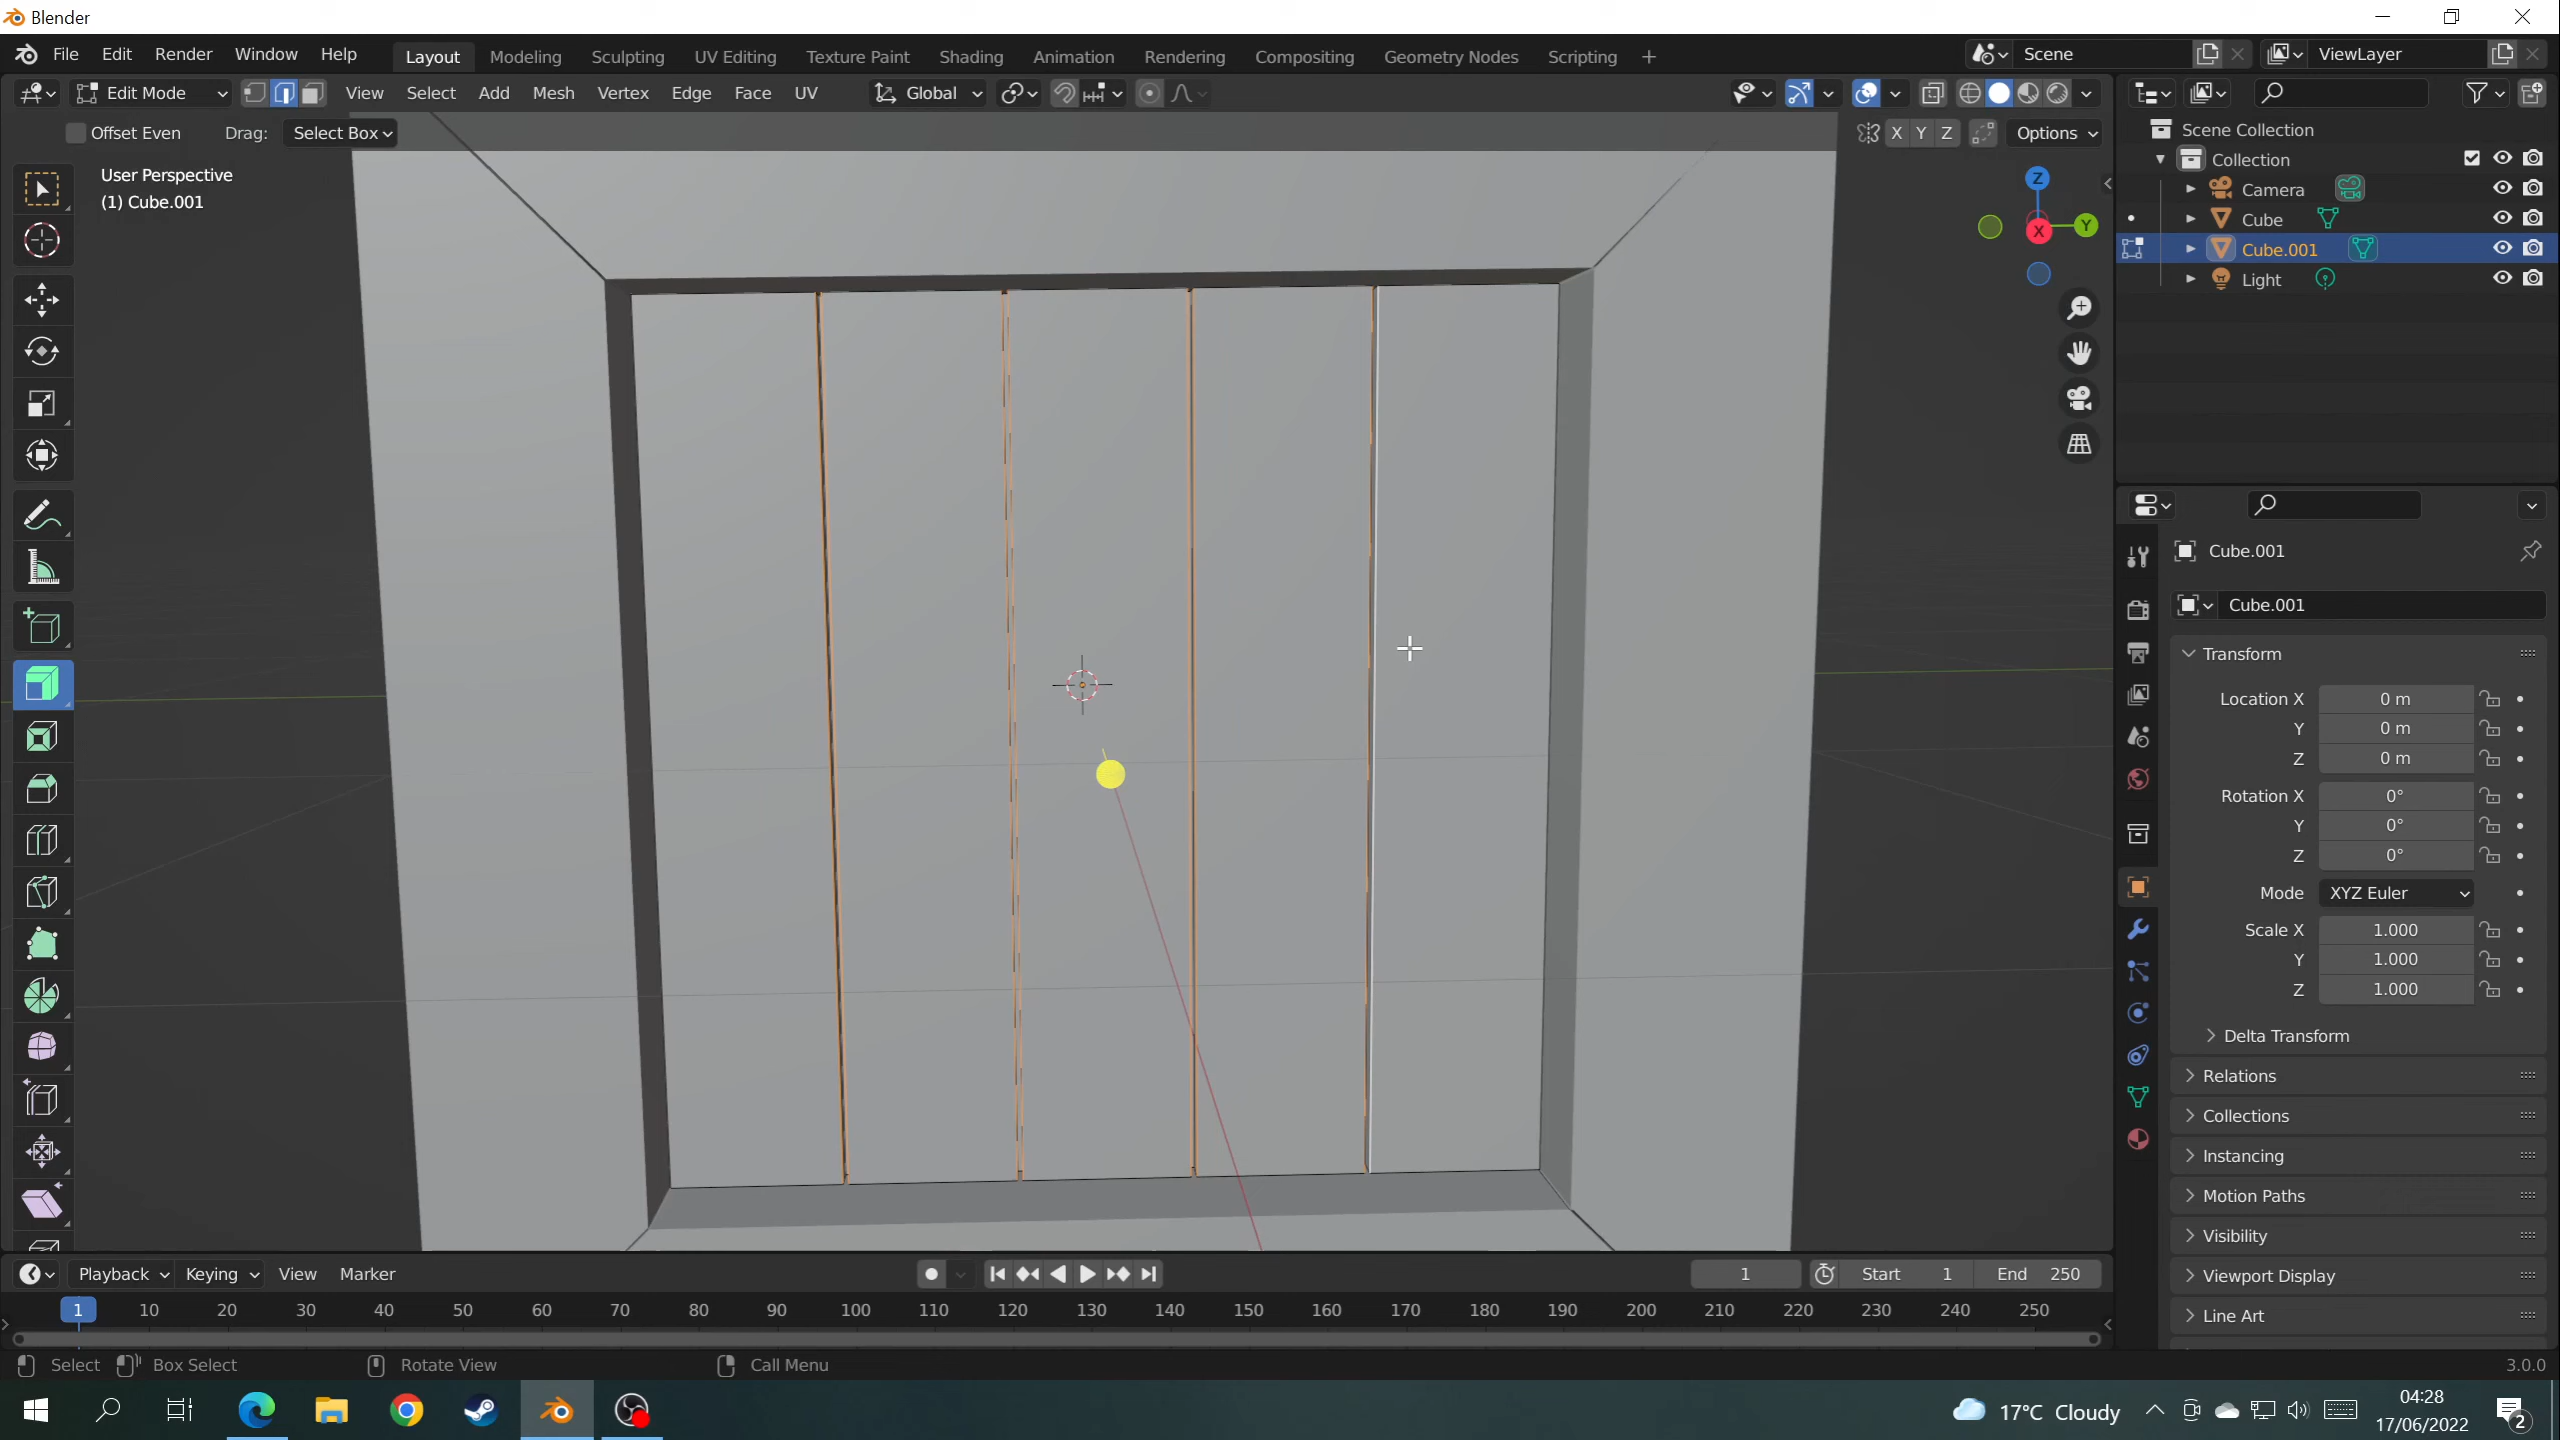 Blender
File Edit Render Window Help Layout Modeling Sculpting UV Editing Texture Paint Shading Animation Rendering Compositing Geometry Nodes Scripting + Scene ViewLayer
Edit Mode View Select Add Mesh Vertex Edge Face UV Global
Offset Even Drag: Select Box X Y Z Options
User Perspective
(1) Cube.001
Z
Y
X
Scene Collection
Collection
Camera
Cube
Cube.001
Light
Cube.001
Cube.001
Transform
Location X 0 m
Y 0 m
Z 0 m
Rotation X 0°
Y 0°
Z 0°
Mode XYZ Euler
Scale X 1.000
Y 1.000
Z 1.000
Delta Transform
Relations
Collections
Instancing
Motion Paths
Visibility
Viewport Display
Line Art
Playback Keying View Marker 1 Start 1 End 250
1 10 20 30 40 50 60 70 80 90 100 110 120 130 140 150 160 170 180 190 200 210 220 230 240 250
Select Box Select Rotate View Call Menu 3.0.0
17°C Cloudy 04:28
17/06/2022
2